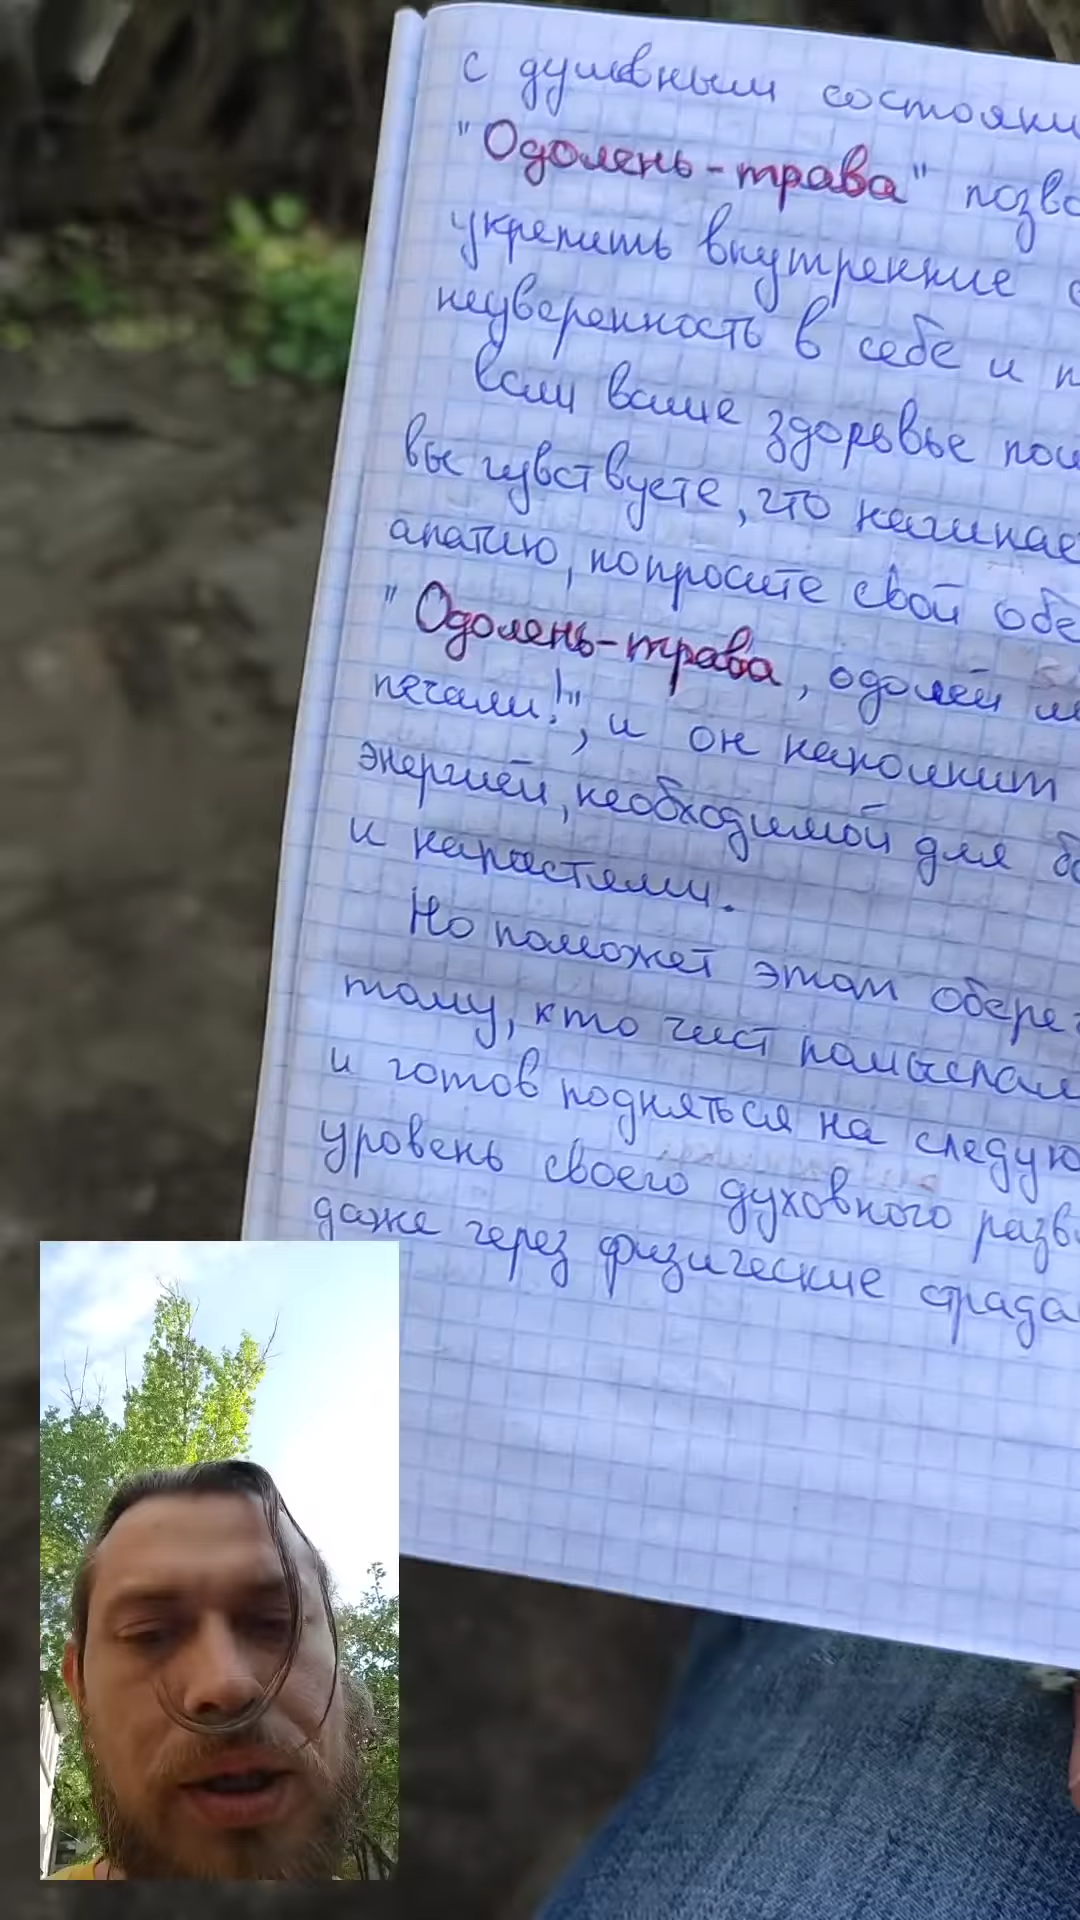 с душевным состояни
"Одолень-трава" позво
укрепить внутренние с
неуверенность в себе и п
Если ваше здоровье пош
вы чувствуете, что начинае
апатию, попросите свой обе
"Одолень-трава, одолей м
печали!", и он наполнит
энергией, необходимой для бо
и напастями.
Но поможет этот обере
тому, кто чист помыслам
и готов подняться на следую
уровень своего духовного разв
даже через физические страда